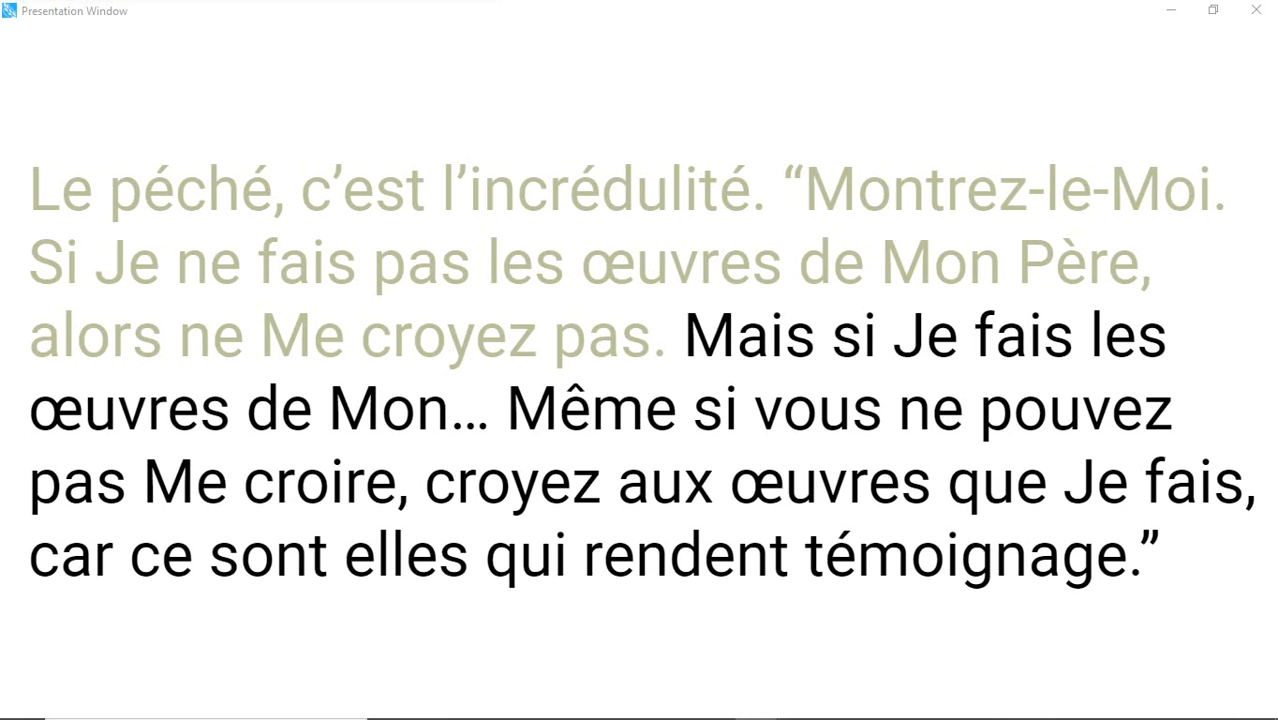 Presentation Window
Le péché, c’est l’incrédulité. “Montrez-le-Moi.
Si Je ne fais pas les œuvres de Mon Père,
alors ne Me croyez pas. Mais si Je fais les
œuvres de Mon… Même si vous ne pouvez
pas Me croire, croyez aux œuvres que Je fais,
car ce sont elles qui rendent témoignage.”